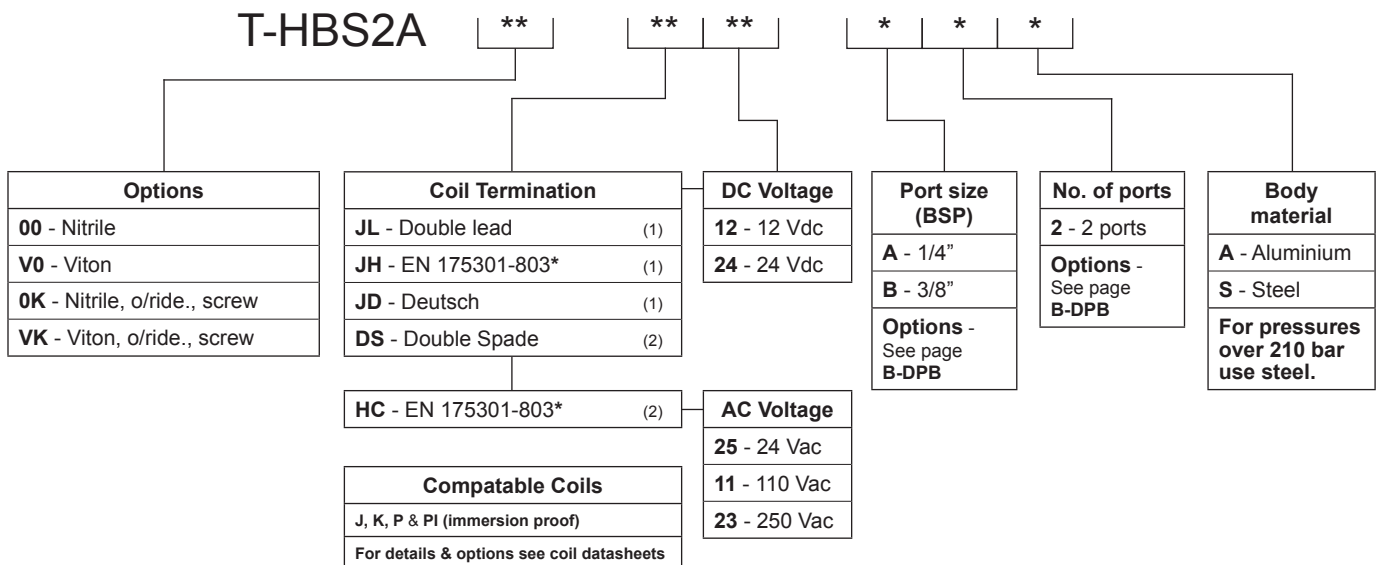 T-HBS2A ** ** ** * * *
Options
00 - Nitrile
V0 - Viton
0K - Nitrile, o/ride., screw
VK - Viton, o/ride., screw
Coil Termination
JL - Double lead (1)
JH - EN 175301-803* (1)
JD - Deutsch (1)
DS - Double Spade (2)
HC - EN 175301-803* (2)
Compatable Coils
J, K, P & PI (immersion proof)
For details & options see coil datasheets
DC Voltage
12 - 12 Vdc
24 - 24 Vdc
AC Voltage
25 - 24 Vac
11 - 110 Vac
23 - 250 Vac
Port size
(BSP)
A - 1/4”
B - 3/8”
Options -
See page
B-DPB
No. of ports
2 - 2 ports
Options -
See page
B-DPB
Body
material
A - Aluminium
S - Steel
For pressures
over 210 bar
use steel.